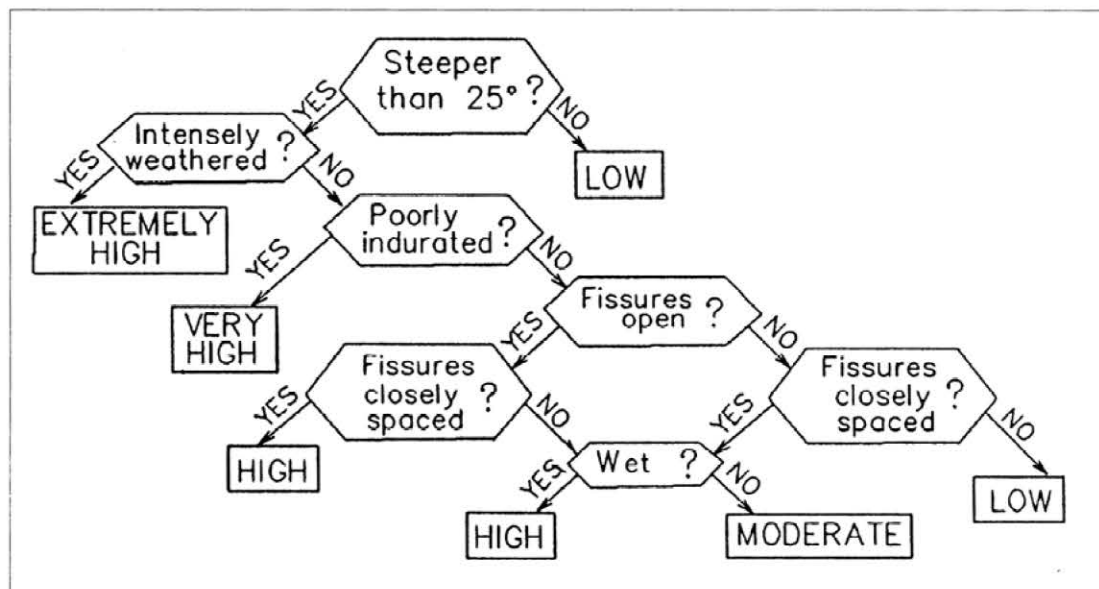 Steeper
than 25° ?
YES
NO
Intensely
weathered ?
LOW
YES
NO
EXTREMELY
HIGH
Poorly
indurated ?
YES
NO
VERY
HIGH
Fissures
open ?
YES
NO
Fissures
closely
spaced ?
Fissures
closely
spaced ?
YES
NO
YES
NO
HIGH
Wet ?
LOW
YES
NO
HIGH
MODERATE